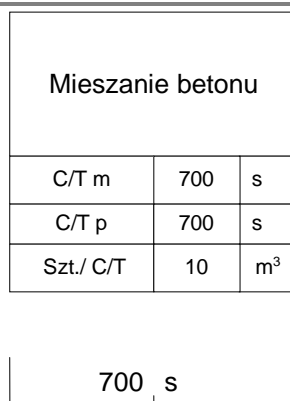 Mieszanie betonu
C/T m 700 s
C/T p 700 s
Szt./ C/T 10 m³
700 s